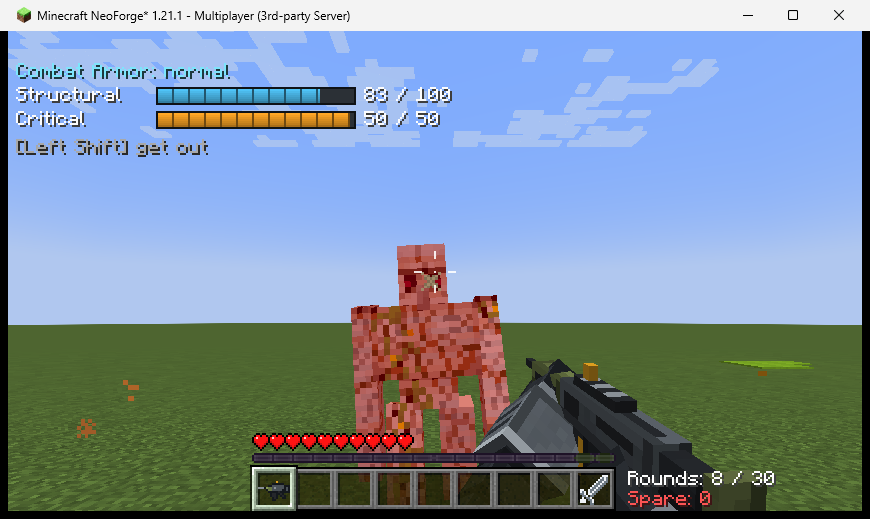 Minecraft NeoForge* 1.21.1 - Multiplayer (3rd-party Server)
Combat Armor: normal
Structural 83 / 100
Critical 50 / 50
[Left Shift] get out
Rounds: 8 / 30
Spare: 0